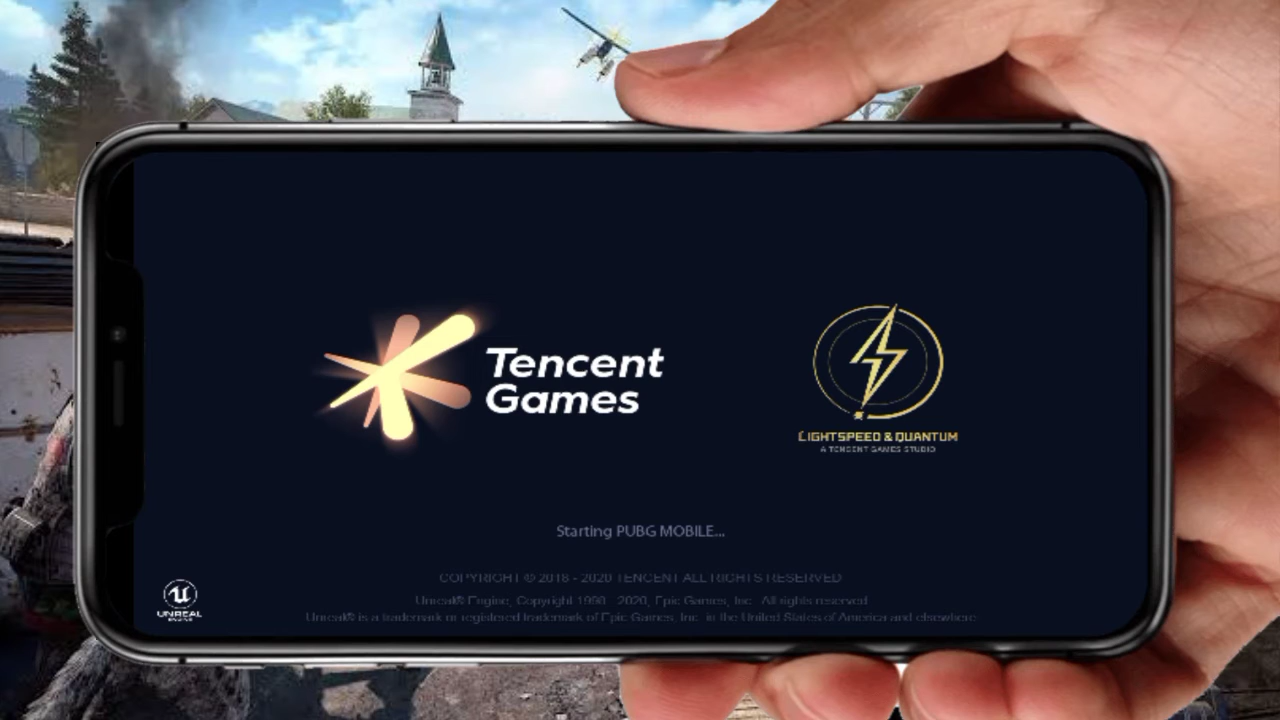 Tencent
Games
LIGHTSPEED & QUANTUM
A TENCENT GAMES STUDIO
Starting PUBG MOBILE...
COPYRIGHT © 2018 - 2020 TENCENT ALL RIGHTS RESERVED
UNREAL
ENGINE
Unreal® Engine, Copyright 1998 - 2020, Epic Games, Inc. All rights reserved
Unreal® is a trademark or registered trademark of Epic Games, Inc. in the United States of America and elsewhere